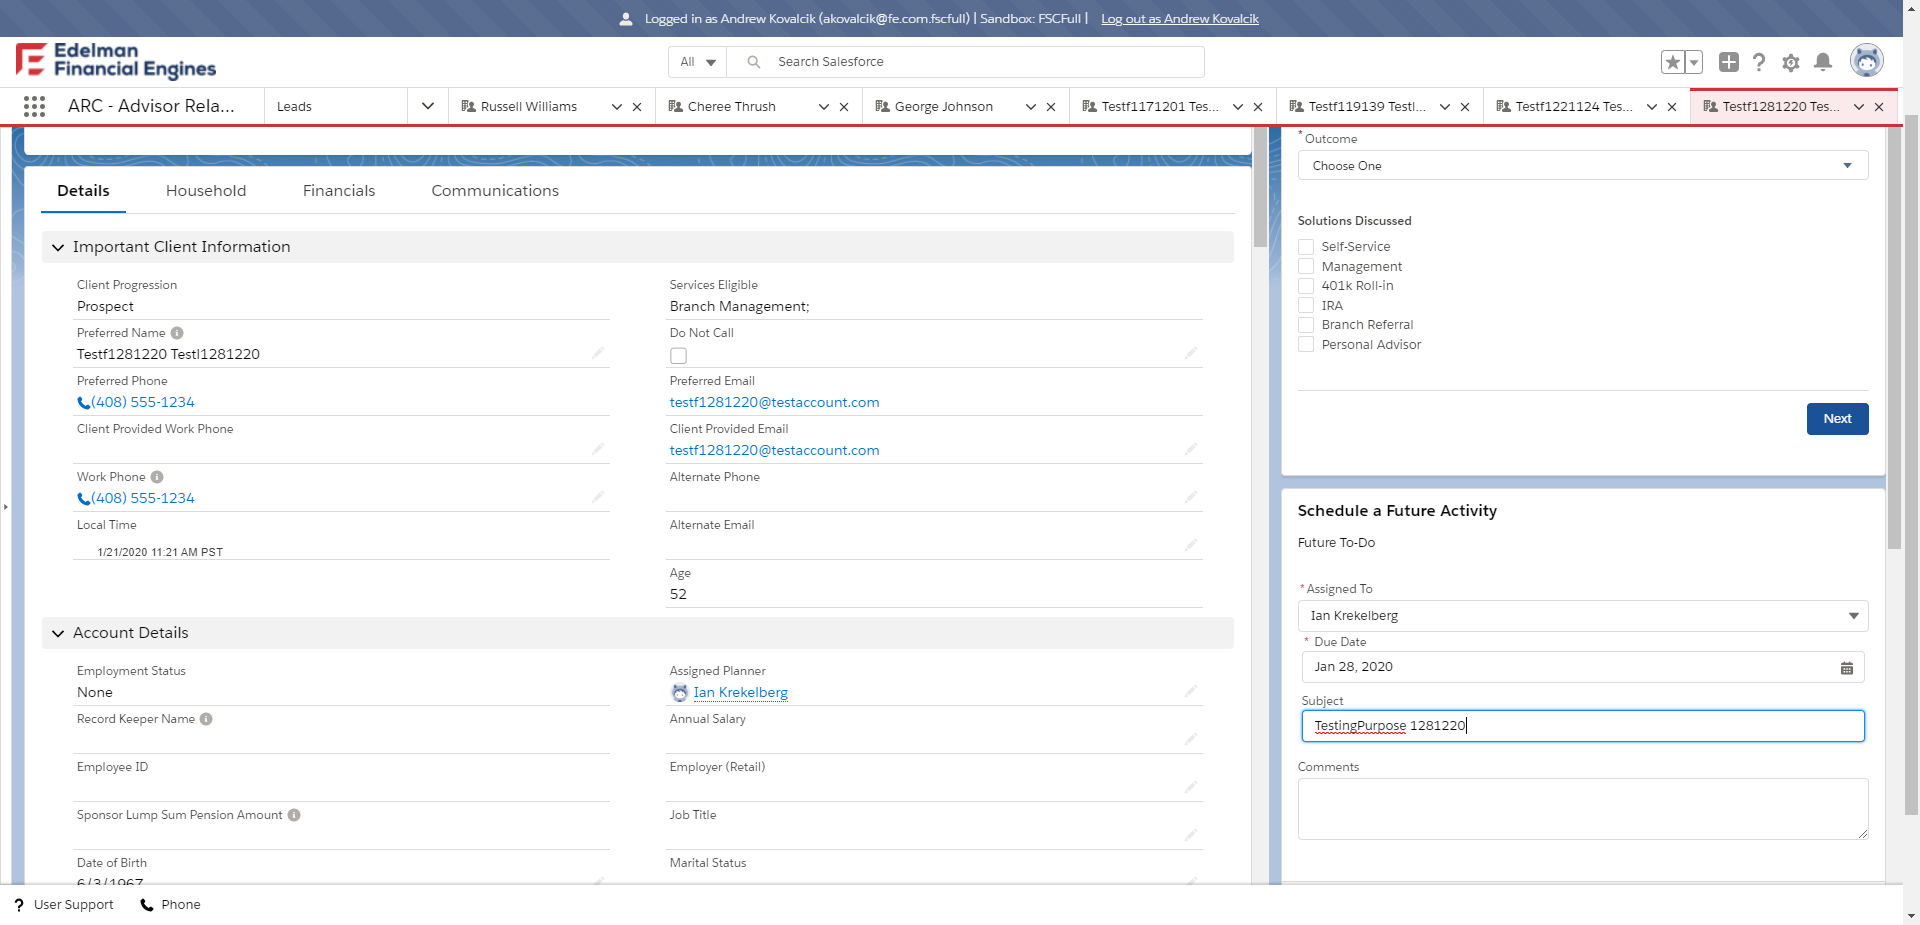 Logged in as Andrew Kovalcik (akovalcik@fe.com.fscfull) | Sandbox: FSCFull | Log out as Andrew Kovalcik
Edelman
Financial Engines
All
Search Salesforce
ARC - Advisor Rela...
Leads
Russell Williams
Cheree Thrush
George Johnson
Testf1171201 Tes...
Testf119139 Testl...
Testf1221124 Tes...
Testf1281220 Tes...
Details
Household
Financials
Communications
Important Client Information
Client Progression
Prospect
Services Eligible
Branch Management;
Preferred Name
Testf1281220 Testl1281220
Do Not Call
Preferred Phone
(408) 555-1234
Preferred Email
testf1281220@testaccount.com
Client Provided Work Phone
Client Provided Email
testf1281220@testaccount.com
Work Phone
(408) 555-1234
Alternate Phone
Local Time
1/21/2020 11:21 AM PST
Alternate Email
Age
52
Account Details
Employment Status
None
Assigned Planner
Ian Krekelberg
Record Keeper Name
Annual Salary
Employee ID
Employer (Retail)
Sponsor Lump Sum Pension Amount
Job Title
Date of Birth
6/3/1967
Marital Status
* Outcome
Choose One
Solutions Discussed
Self-Service
Management
401k Roll-in
IRA
Branch Referral
Personal Advisor
Next
Schedule a Future Activity
Future To-Do
* Assigned To
Ian Krekelberg
* Due Date
Jan 28, 2020
Subject
TestingPurpose 1281220
Comments
User Support
Phone